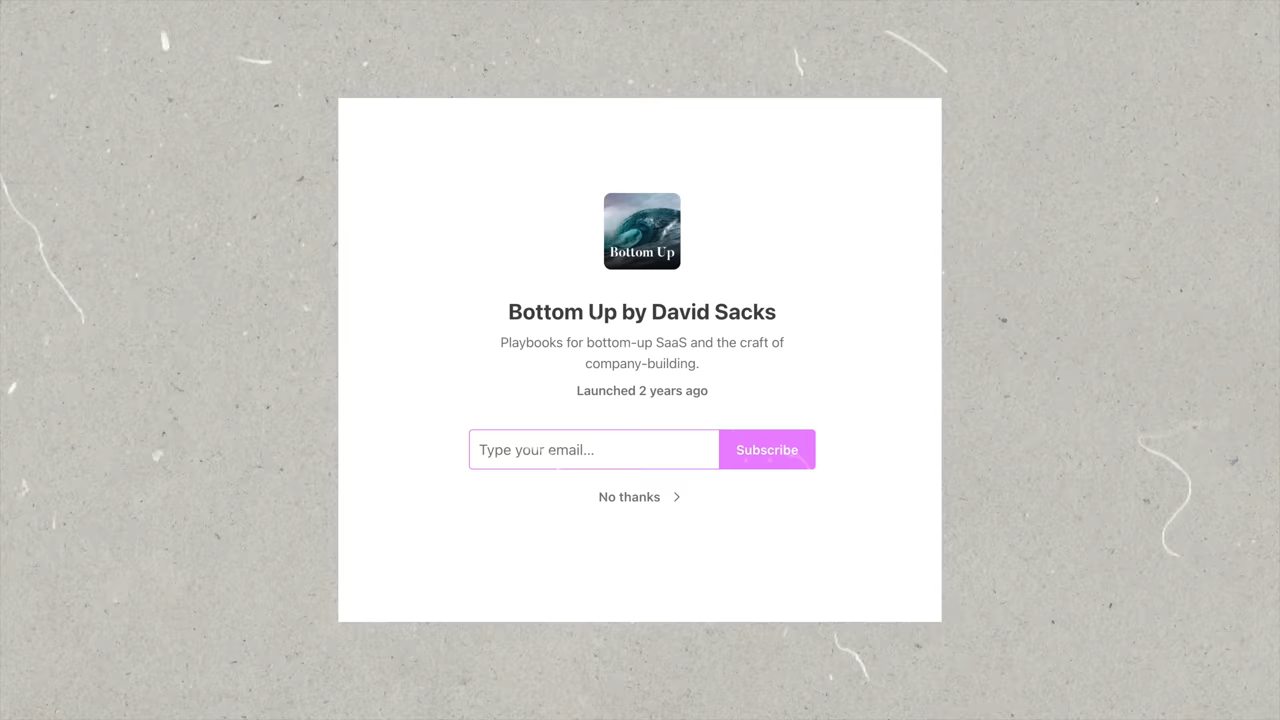 Bottom Up
Bottom Up by David Sacks
Playbooks for bottom-up SaaS and the craft of
company-building.
Launched 2 years ago
Type your email...
Subscribe
No thanks